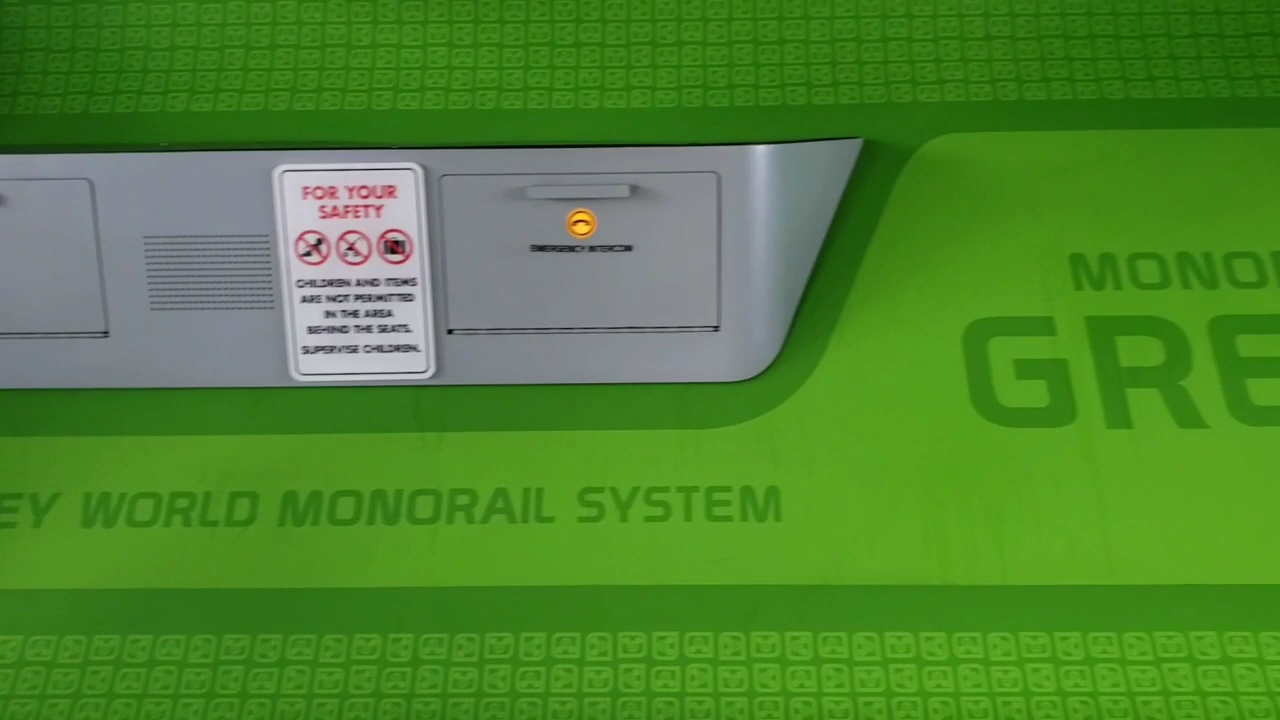 FOR YOUR
SAFETY
CHILDREN AND ITEMS
ARE NOT PERMITTED
IN THE AREA
BEHIND THE SEATS.
SUPERVISE CHILDREN.
EMERGENCY INTERCOM
MONO
GRE
EY WORLD MONORAIL SYSTEM